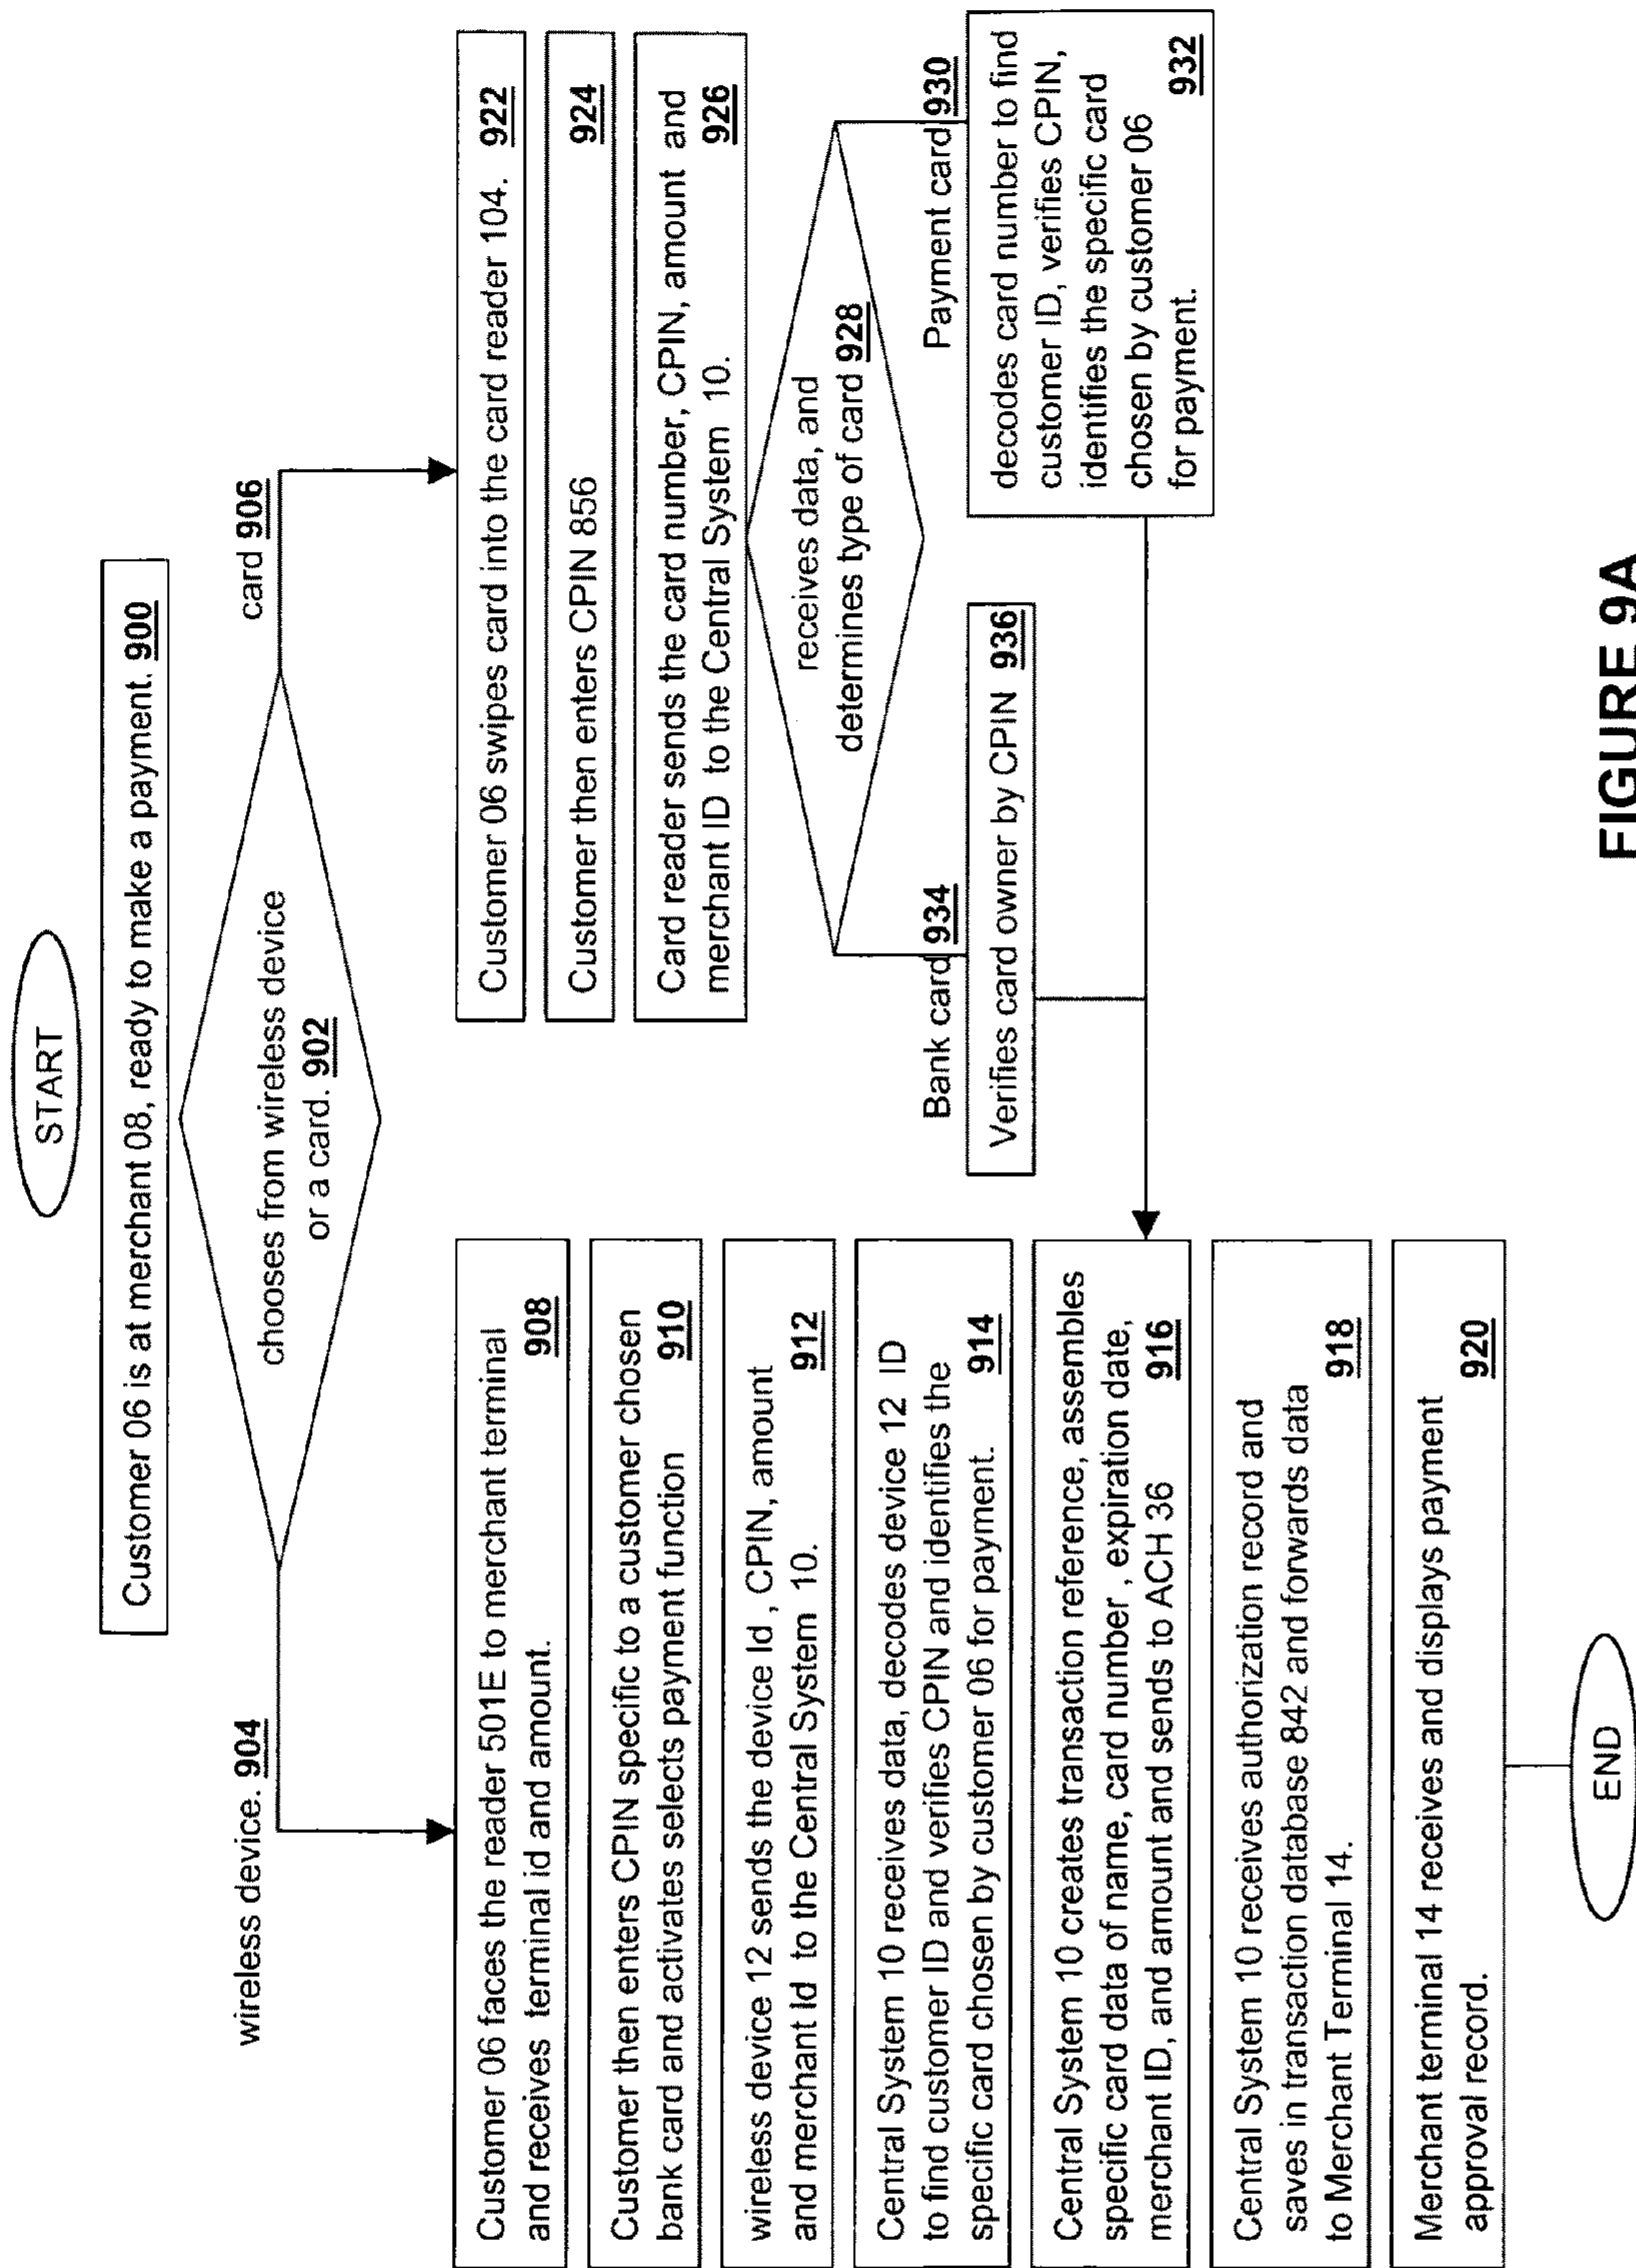 START
Customer 06 is at merchant 08, ready to make a payment. 900
chooses from wireless device
or a card. 902
wireless device. 904
card 906
Customer 06 faces the reader 501E to merchant terminal
and receives terminal id and amount. 908
Customer then enters CPIN specific to a customer chosen
bank card and activates selects payment function 910
wireless device 12 sends the device Id , CPIN, amount
and merchant Id to the Central System 10. 912
Central System 10 receives data, decodes device 12 ID
to find customer ID and verifies CPIN and identifies the
specific card chosen by customer 06 for payment. 914
Central System 10 creates transaction reference, assembles
specific card data of name, card number , expiration date,
merchant ID, and amount and sends to ACH 36 916
Central System 10 receives authorization record and
saves in transaction database 842 and forwards data
to Merchant Terminal 14. 918
Merchant terminal 14 receives and displays payment
approval record. 920
END
Customer 06 swipes card into the card reader 104. 922
Customer then enters CPIN 856 924
Card reader sends the card number, CPIN, amount and
merchant ID to the Central System 10. 926
receives data, and
determines type of card 928
Bank card 934
Payment card 930
Verifies card owner by CPIN 936
decodes card number to find
customer ID, verifies CPIN,
identifies the specific card
chosen by customer 06
for payment. 932
FIGURE 9A